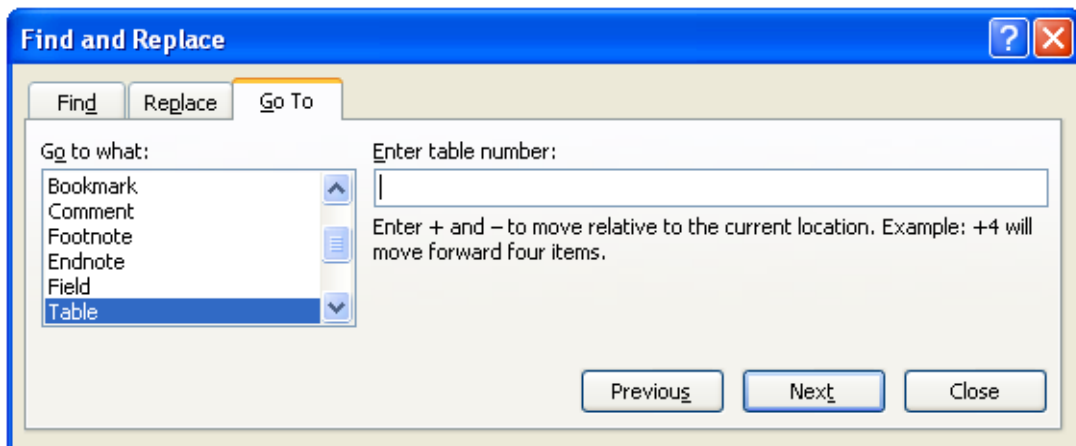 Find and Replace
Find
Replace
Go To
Go to what:
Bookmark
Comment
Footnote
Endnote
Field
Table
Enter table number:
Enter + and – to move relative to the current location. Example: +4 will
move forward four items.
Previous
Next
Close